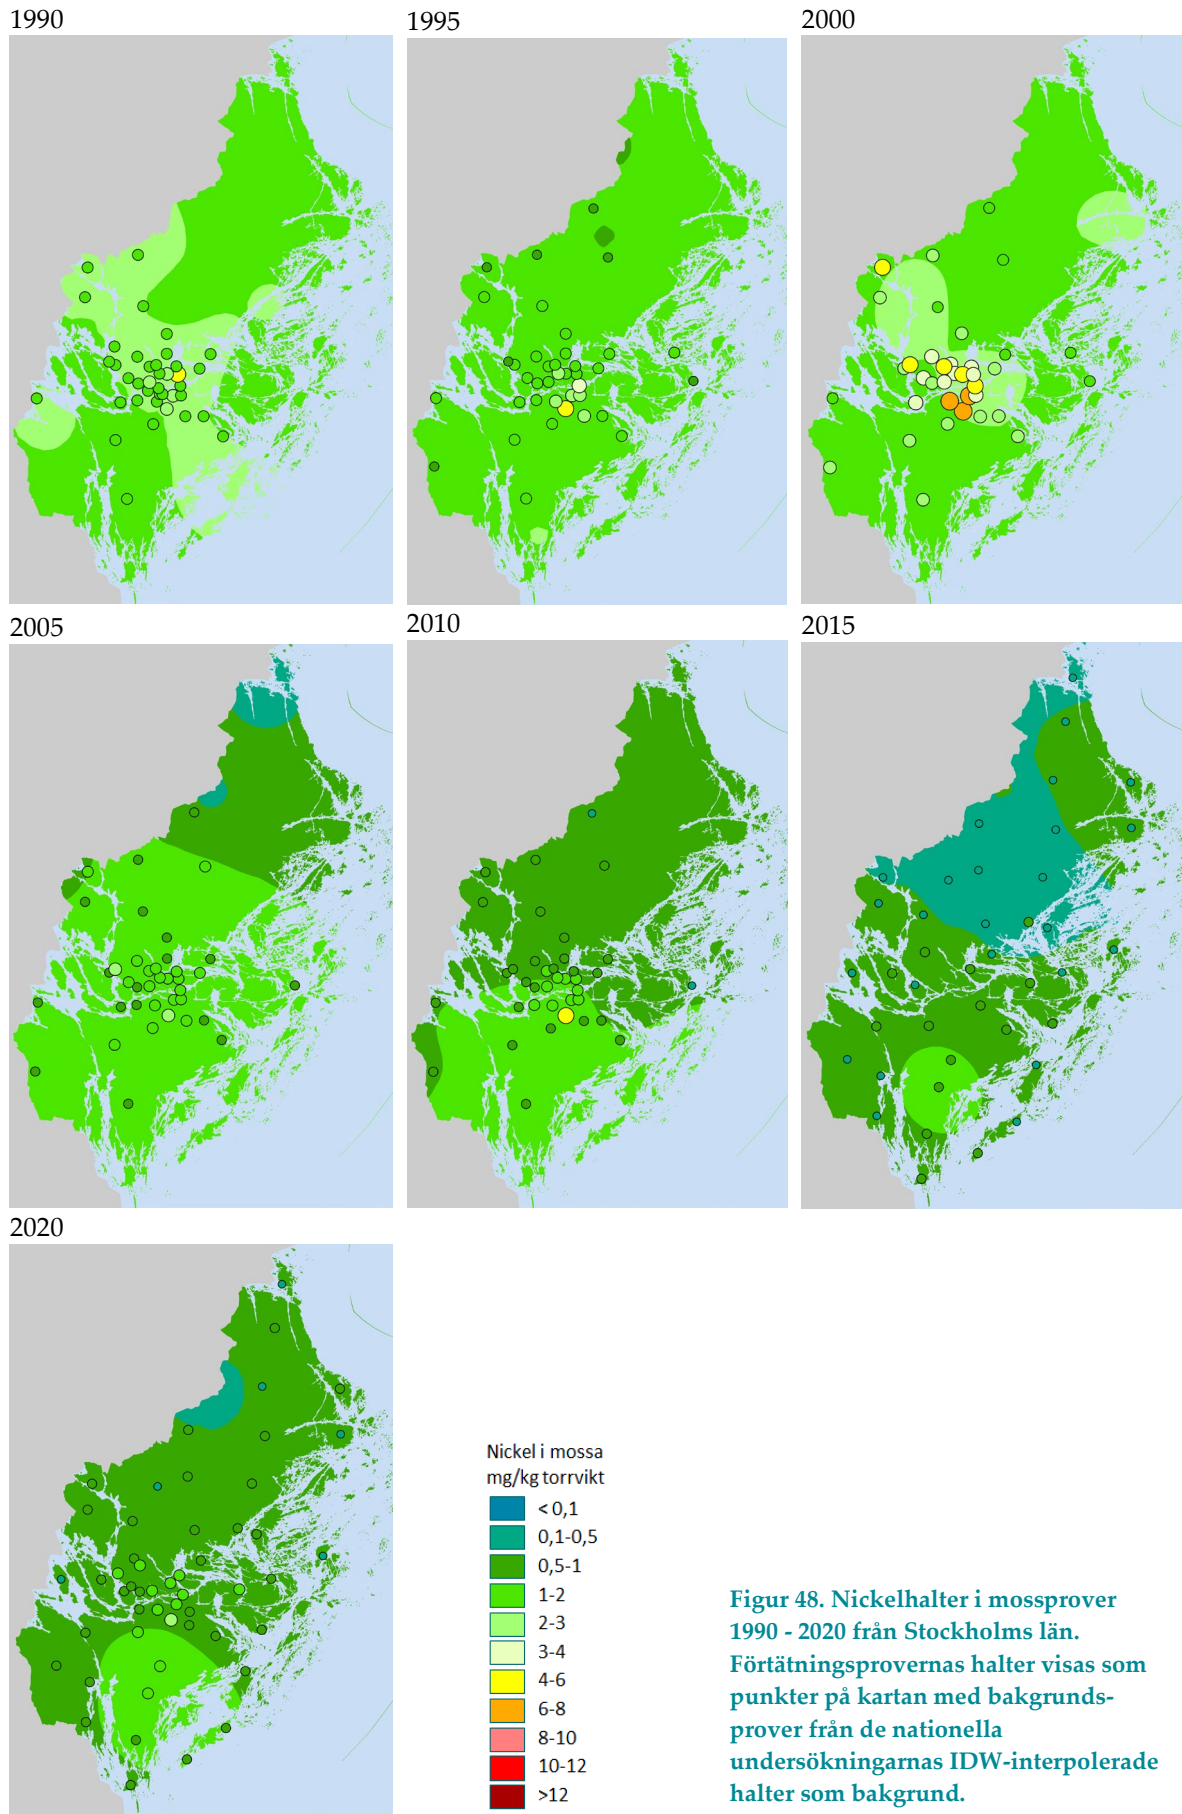 1990
1995
2000
2005
2010
2015
2020
Nickel i mossa
mg/kg torrvikt
< 0,1
0,1-0,5
0,5-1
1-2
2-3
3-4
4-6
6-8
8-10
10-12
>12
Figur 48. Nickelhalter i mossprover
1990 - 2020 från Stockholms län.
Förtätningsprovernas halter visas som
punkter på kartan med bakgrunds-
prover från de nationella
undersökningarnas IDW-interpolerade
halter som bakgrund.